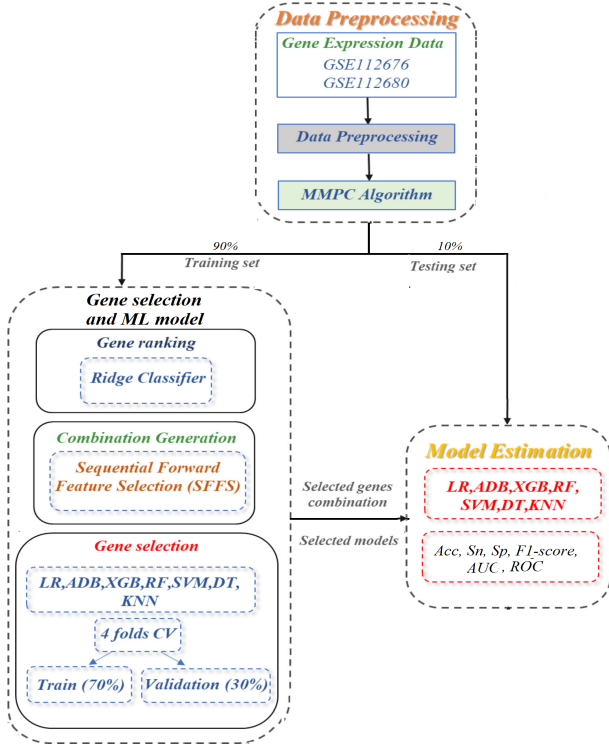 Data Preprocessing
Gene Expression Data
GSE112676
GSE112680
Data Preprocessing
MMPC Algorithm
90%
Training set
10%
Testing set
Gene selection
and ML model
Gene ranking
Ridge Classifier
Combination Generation
Sequential Forward
Feature Selection (SFFS)
Gene selection
LR,ADB,XGB,RF,SVM,DT,
KNN
4 folds CV
Train (70%)
Validation (30%)
Selected genes
combination
Selected models
Model Estimation
LR,ADB,XGB,RF,
SVM,DT,KNN
Acc, Sn, Sp, F1-score,
AUC, ROC